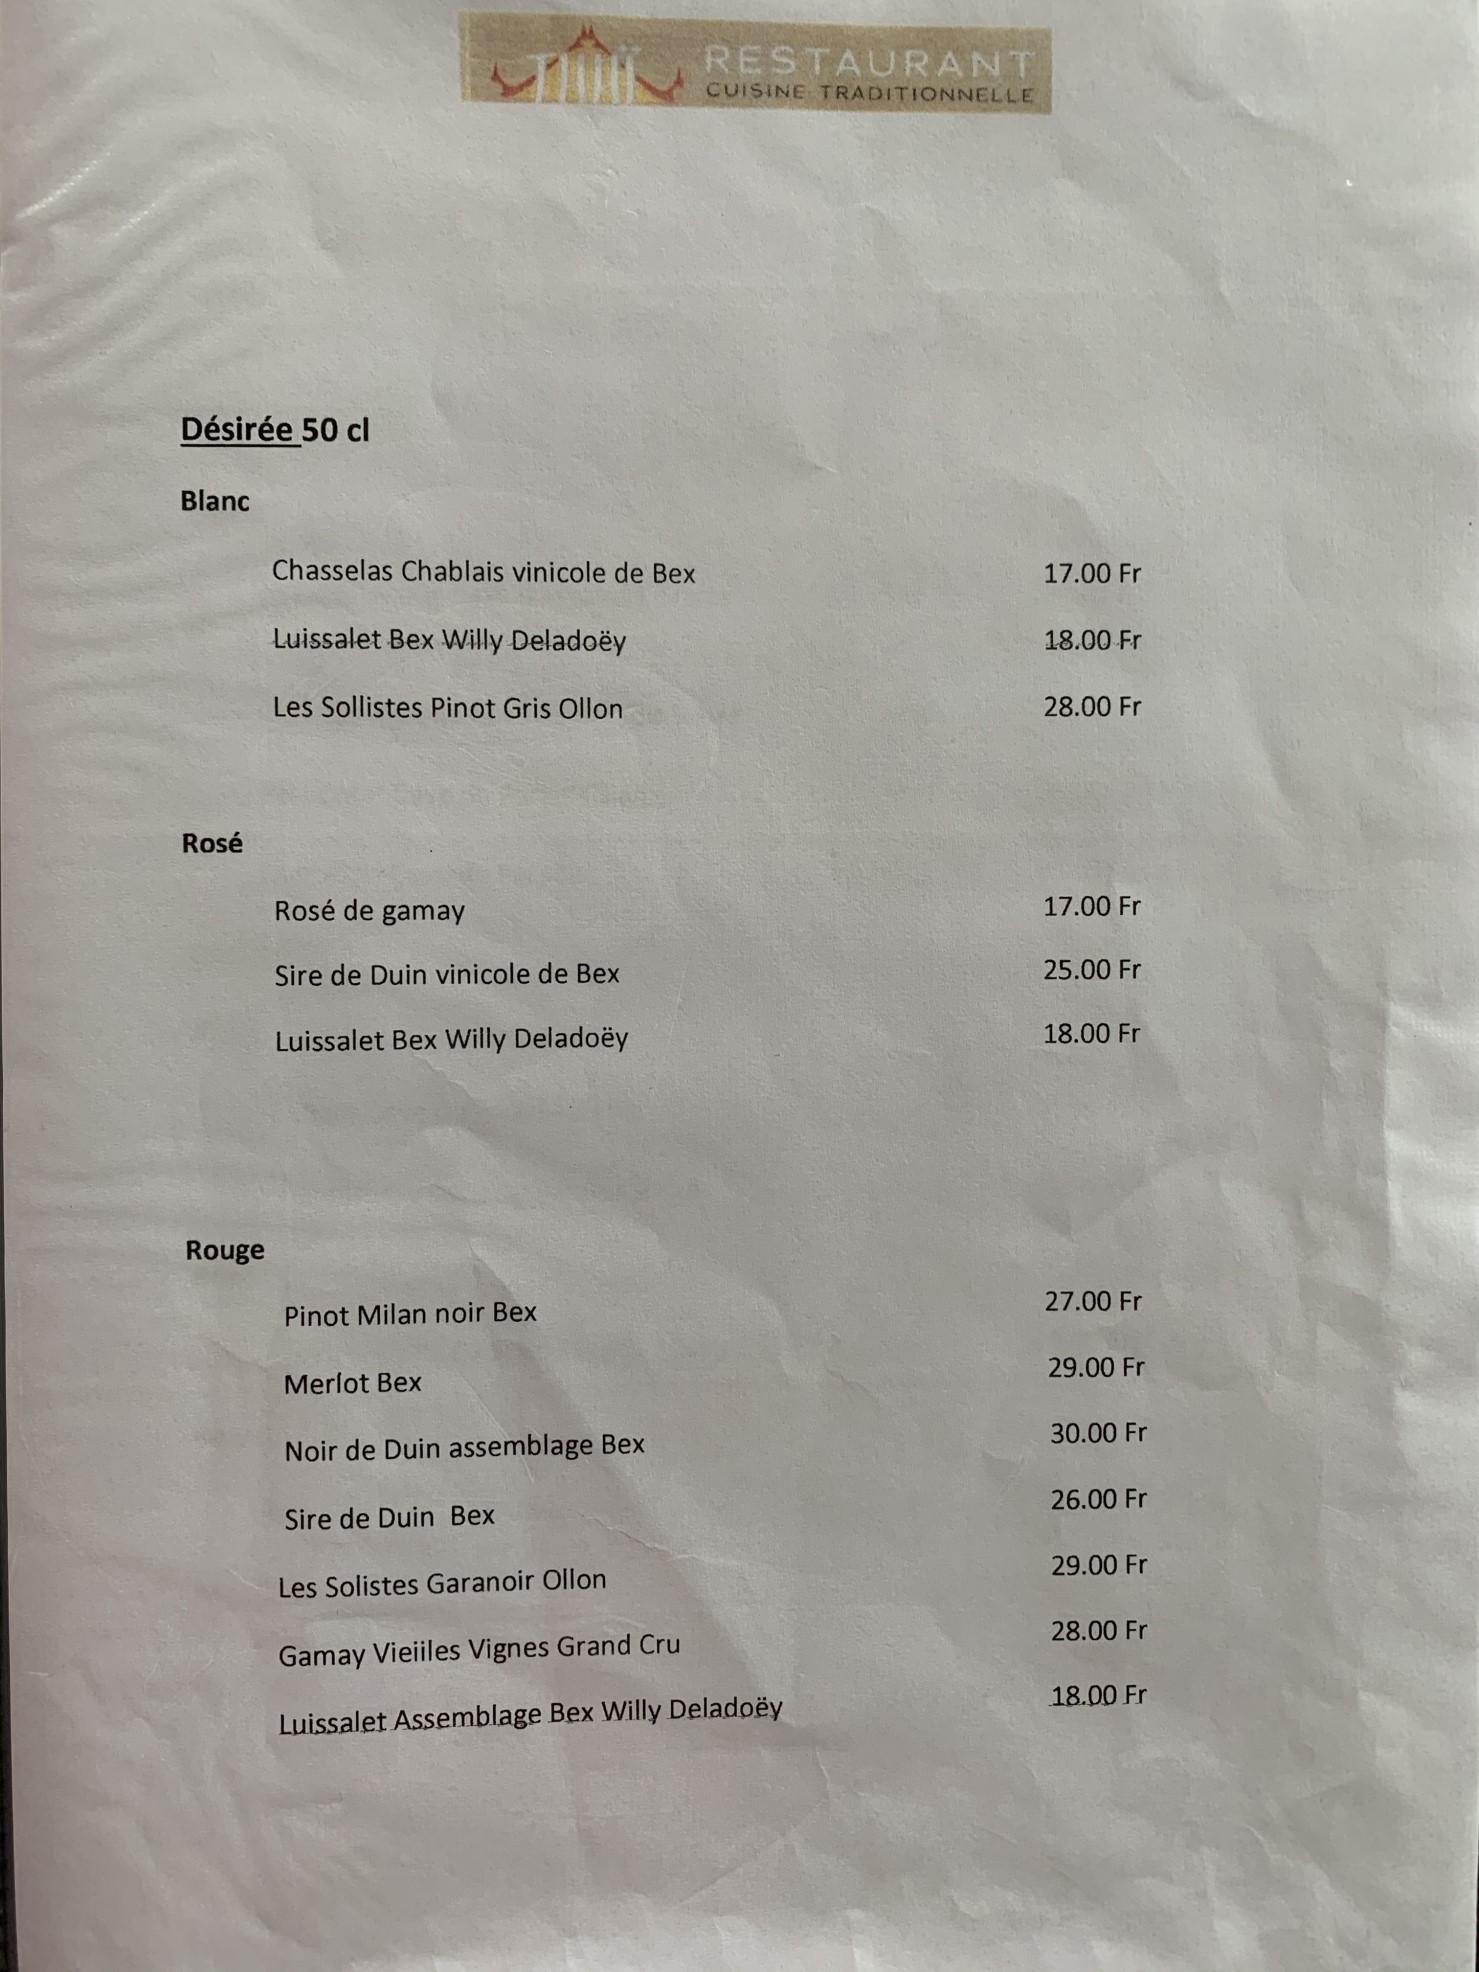 TIUÏ RESTAURANT
CUISINE TRADITIONNELLE
Désirée 50 cl
Blanc
Chasselas Chablais vinicole de Bex 17.00 Fr
Luissalet Bex Willy Deladoëy 18.00 Fr
Les Sollistes Pinot Gris Ollon 28.00 Fr
Rosé
Rosé de gamay 17.00 Fr
Sire de Duin vinicole de Bex 25.00 Fr
Luissalet Bex Willy Deladoëy 18.00 Fr
Rouge
Pinot Milan noir Bex 27.00 Fr
Merlot Bex 29.00 Fr
Noir de Duin assemblage Bex 30.00 Fr
Sire de Duin Bex 26.00 Fr
Les Solistes Garanoir Ollon 29.00 Fr
Gamay Vieiiles Vignes Grand Cru 28.00 Fr
Luissalet Assemblage Bex Willy Deladoëy 18.00 Fr